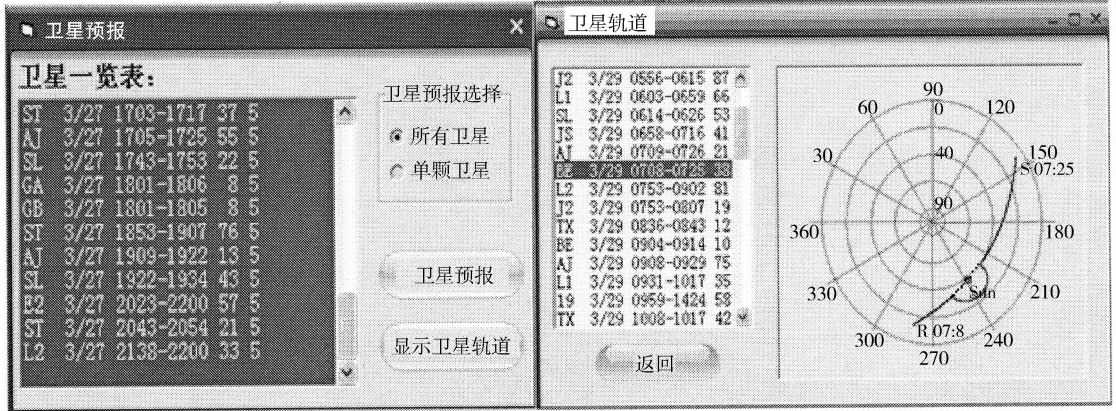 卫星预报
卫星一览表：
ST 3/27 1703-1717 37 5
AJ 3/27 1705-1725 55 5
SL 3/27 1743-1753 22 5
GA 3/27 1801-1806 8 5
GB 3/27 1801-1805 8 5
ST 3/27 1853-1907 76 5
AJ 3/27 1909-1922 13 5
SL 3/27 1922-1934 43 5
E2 3/27 2023-2200 57 5
ST 3/27 2043-2054 21 5
L2 3/27 2138-2200 33 5
卫星预报选择
所有卫星
单颗卫星
卫星预报
显示卫星轨道
卫星轨道
J2 3/29 0556-0615 87
L1 3/29 0603-0659 66
SL 3/29 0614-0626 53
JS 3/29 0658-0716 41
AJ 3/29 0709-0726 21
BE 3/29 0708-0725 38
L2 3/29 0753-0902 81
J2 3/29 0753-0807 19
TX 3/29 0836-0843 12
BE 3/29 0904-0914 10
AJ 3/29 0908-0929 75
L1 3/29 0931-1017 35
19 3/29 0959-1424 58
TX 3/29 1008-1017 42
返回
90
60
0
120
30
40
150
S 07:25
90
360
180
330
Sun
210
R 07:8
300
240
270